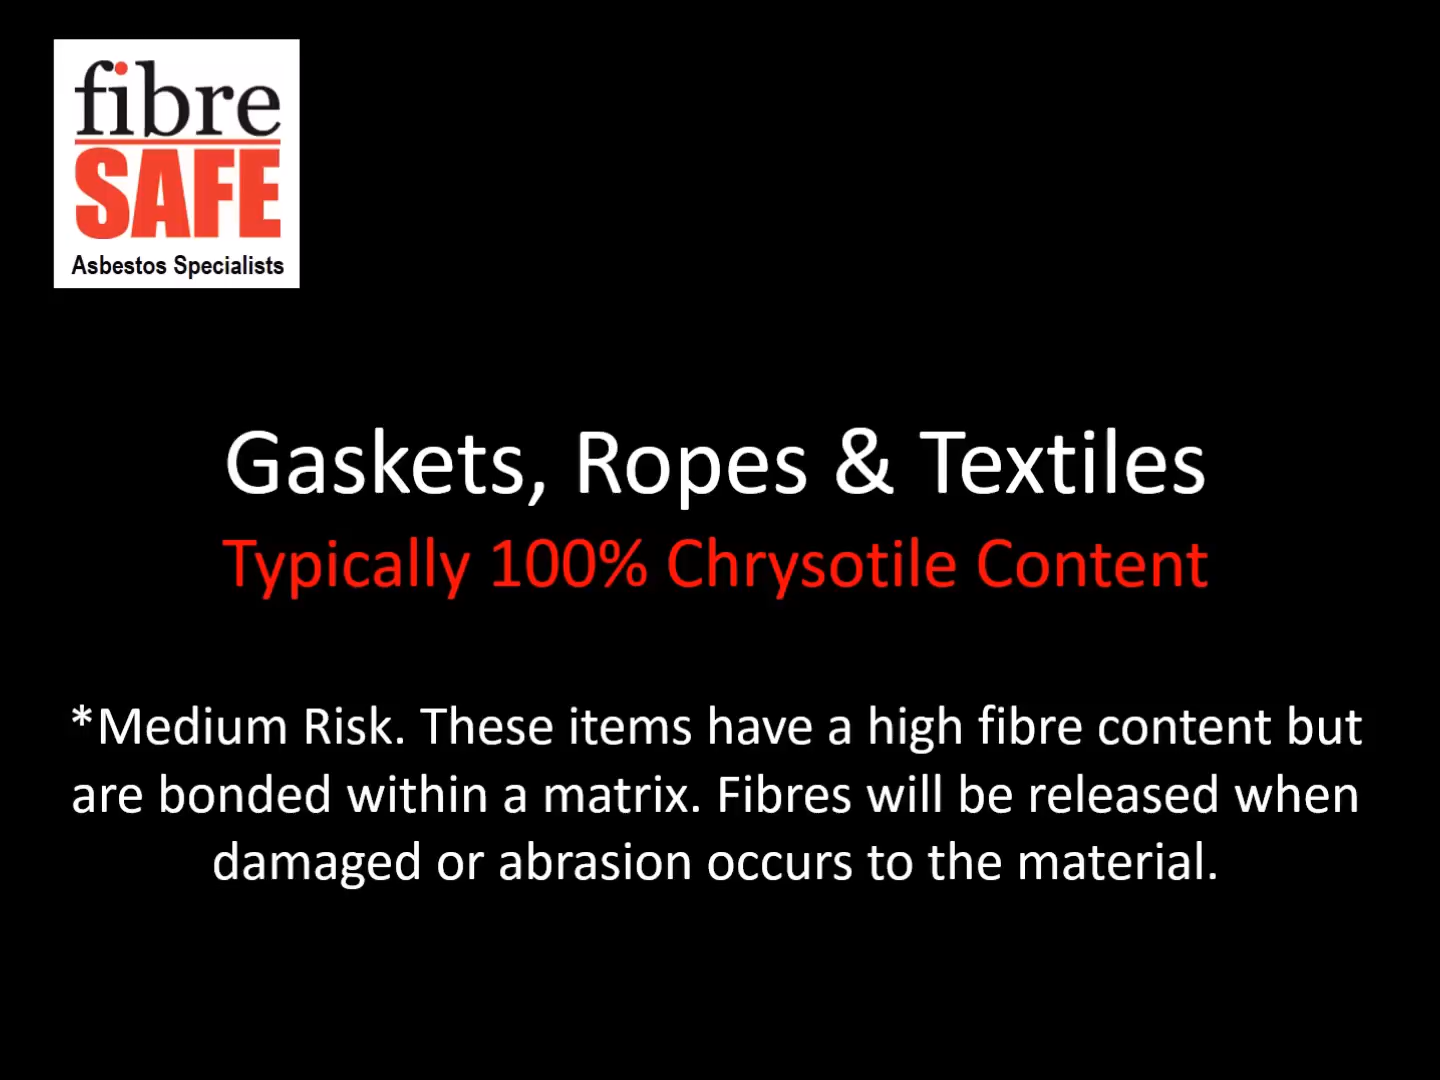 fibre
SAFE
Asbestos Specialists
Gaskets, Ropes & Textiles
Typically 100% Chrysotile Content
*Medium Risk. These items have a high fibre content but
are bonded within a matrix. Fibres will be released when
damaged or abrasion occurs to the material.